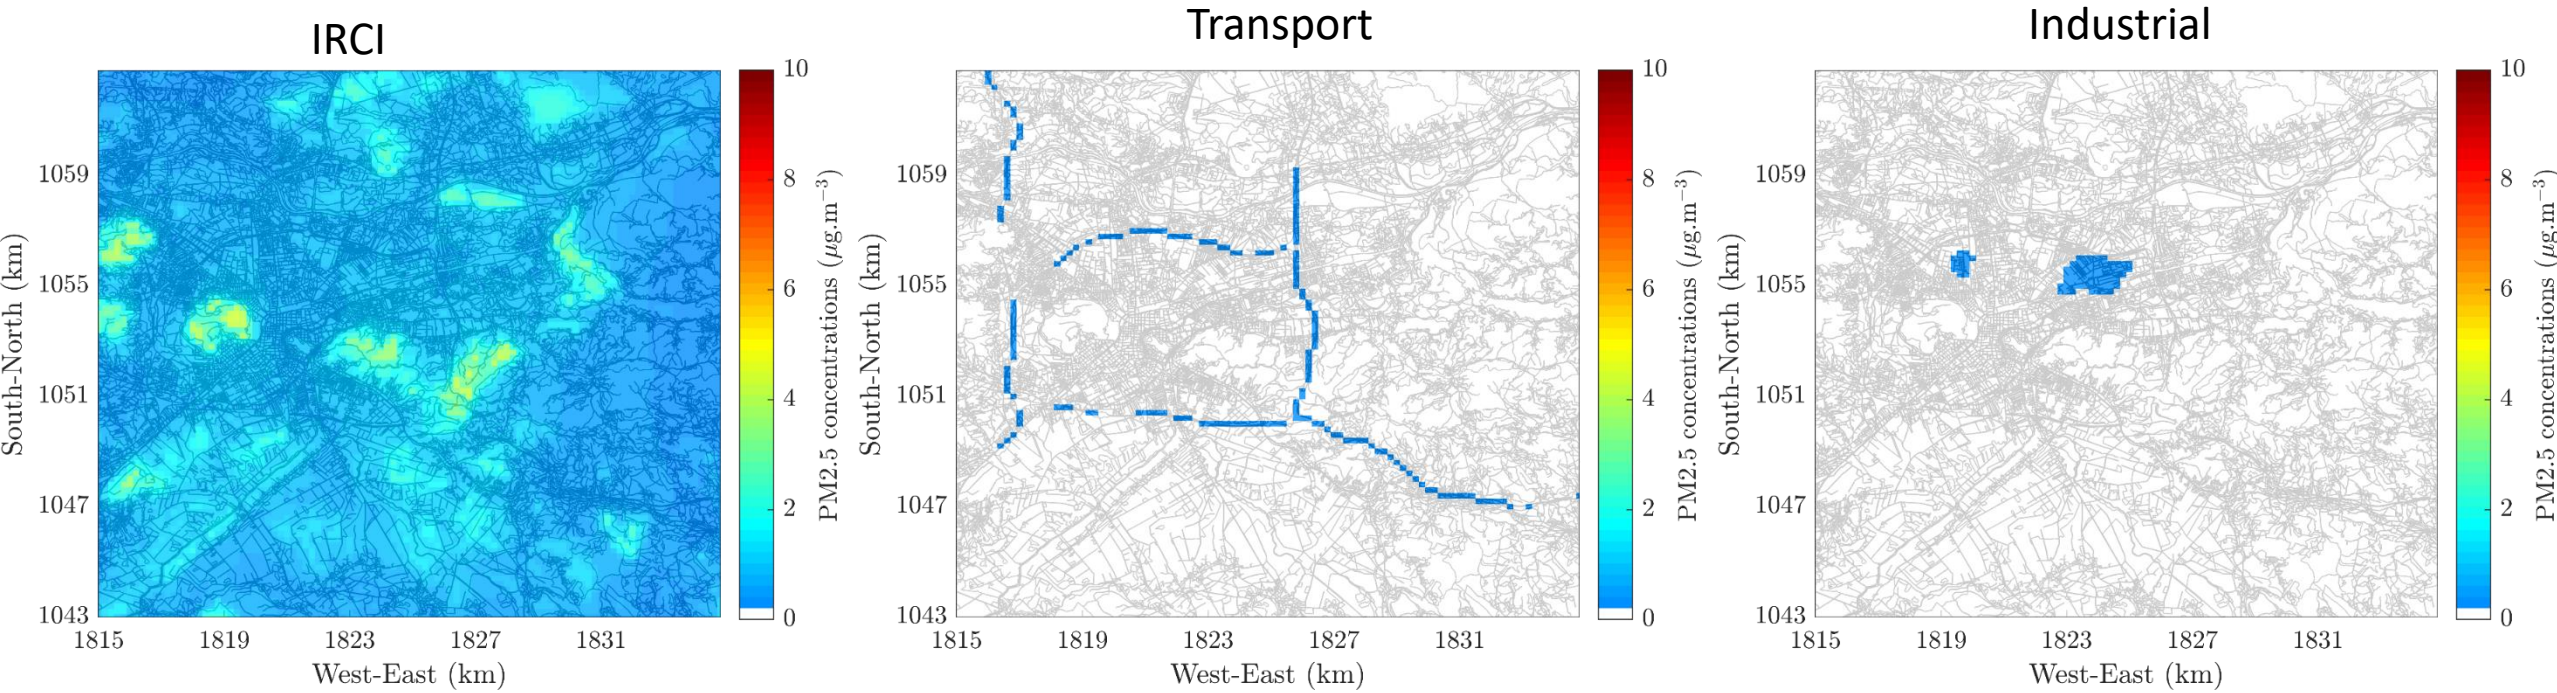 IRCI
Transport
Industrial
10
8
6
4
2
0
PM2.5 concentrations (μg.m−3)
1059
1055
1051
1047
1043
South-North (km)
1815 1819 1823 1827 1831
West-East (km)
10
8
6
4
2
0
PM2.5 concentrations (μg.m−3)
1059
1055
1051
1047
1043
South-North (km)
1815 1819 1823 1827 1831
West-East (km)
10
8
6
4
2
0
PM2.5 concentrations (μg.m−3)
1059
1055
1051
1047
1043
South-North (km)
1815 1819 1823 1827 1831
West-East (km)